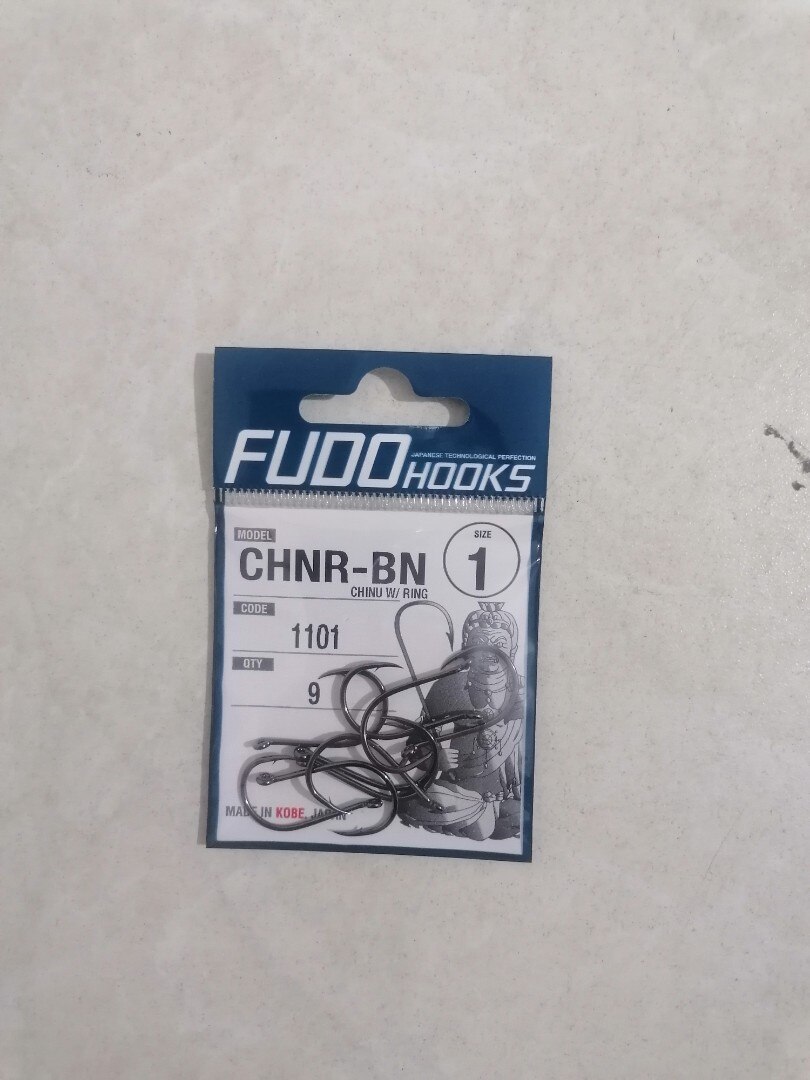 FUDO HOOKS
JAPANESE TECHNOLOGICAL PERFECTION
MODEL
CHNR-BN
CHINU W/ RING
SIZE
1
CODE
1101
QTY
9
MADE IN KOBE, JAPAN